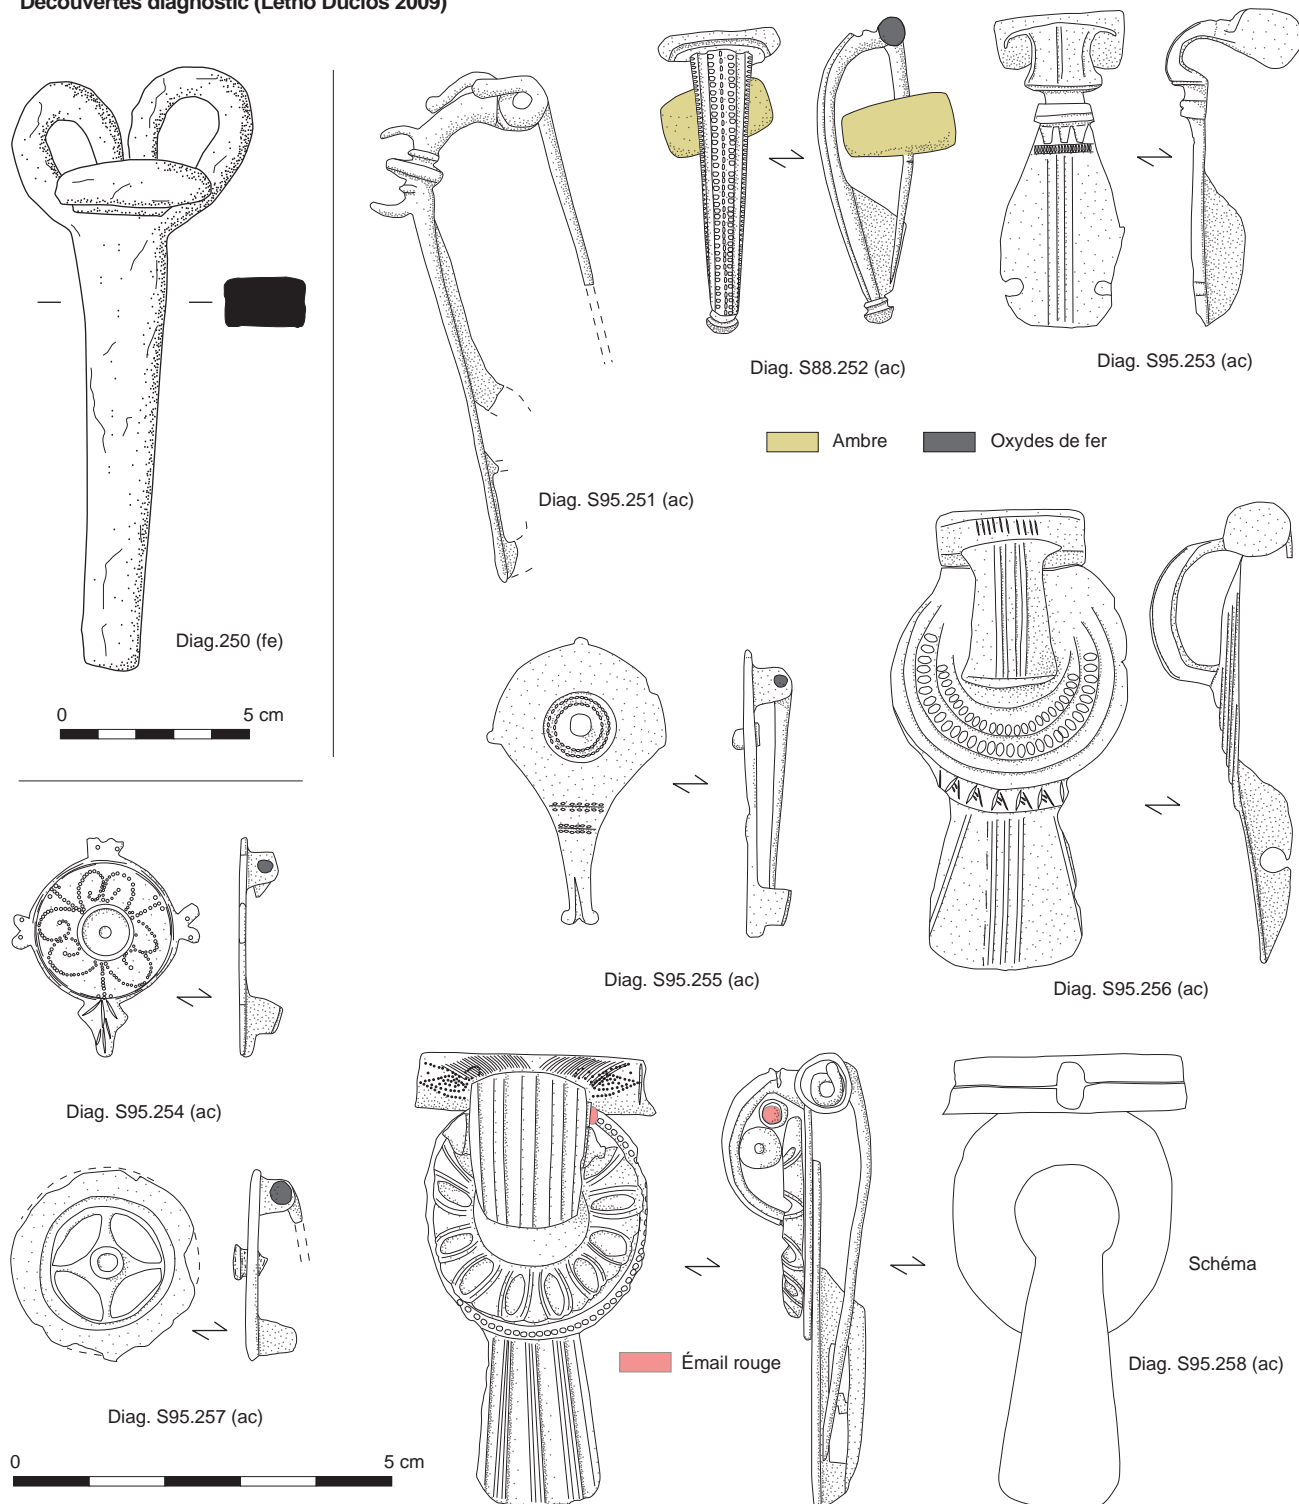 Découvertes diagnostic (Letho Duclos 2009)
Diag. S88.252 (ac)
Diag. S95.253 (ac)
Ambre
Oxydes de fer
Diag. S95.251 (ac)
Diag.250 (fe)
0 5 cm
Diag. S95.255 (ac)
Diag. S95.256 (ac)
Diag. S95.254 (ac)
Schéma
Émail rouge
Diag. S95.258 (ac)
Diag. S95.257 (ac)
0 5 cm